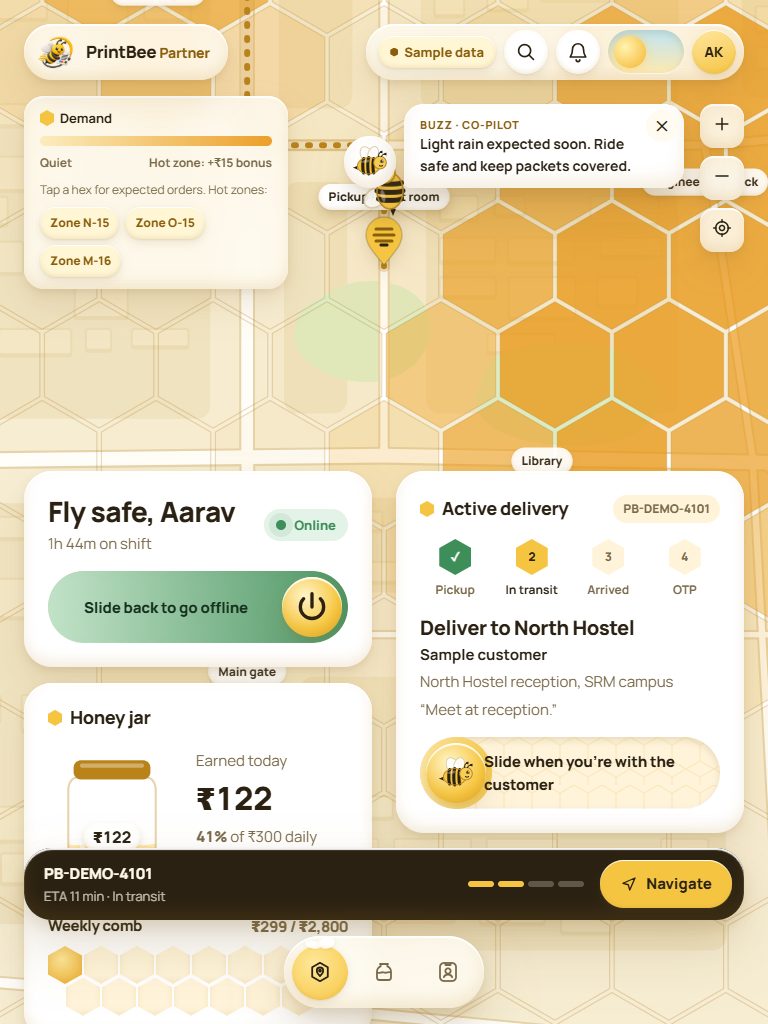 PrintBee Partner
Sample data
AK
Demand
Quiet
Hot zone: +₹15 bonus
Tap a hex for expected orders. Hot zones:
Zone N-15
Zone O-15
Zone M-16
BUZZ · CO-PILOT
Light rain expected soon. Ride
safe and keep packets covered.
Pickup
room
Library
Fly safe, Aarav
1h 44m on shift
Online
Slide back to go offline
Main gate
Honey jar
Earned today
₹122
₹122
41% of ₹300 daily
Weekly comb
₹299 / ₹2,800
Active delivery
PB-DEMO-4101
✓
2
3
4
Pickup
In transit
Arrived
OTP
Deliver to North Hostel
Sample customer
North Hostel reception, SRM campus
“Meet at reception.”
Slide when you’re with the
customer
PB-DEMO-4101
ETA 11 min · In transit
Navigate